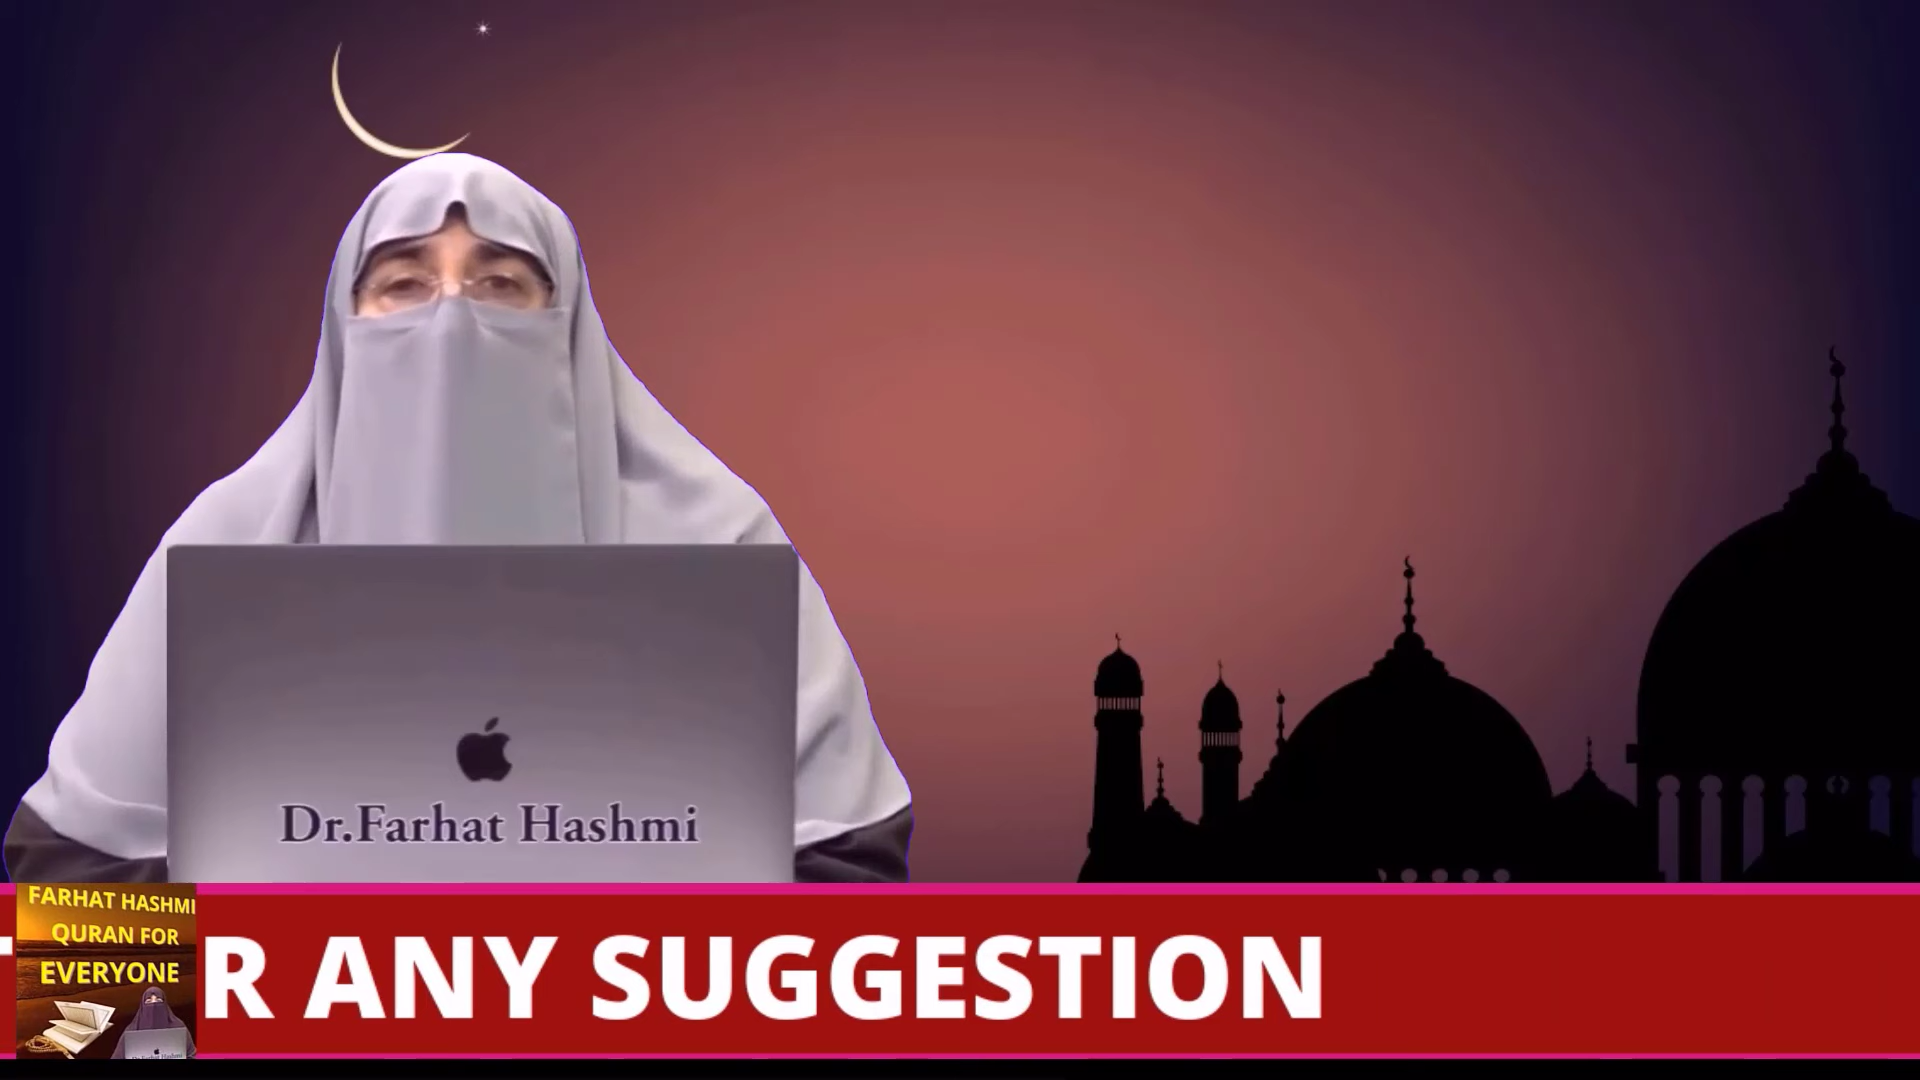 Dr.Farhat Hashmi
FARHAT HASHMI
QURAN FOR
EVERYONE
R ANY SUGGESTION